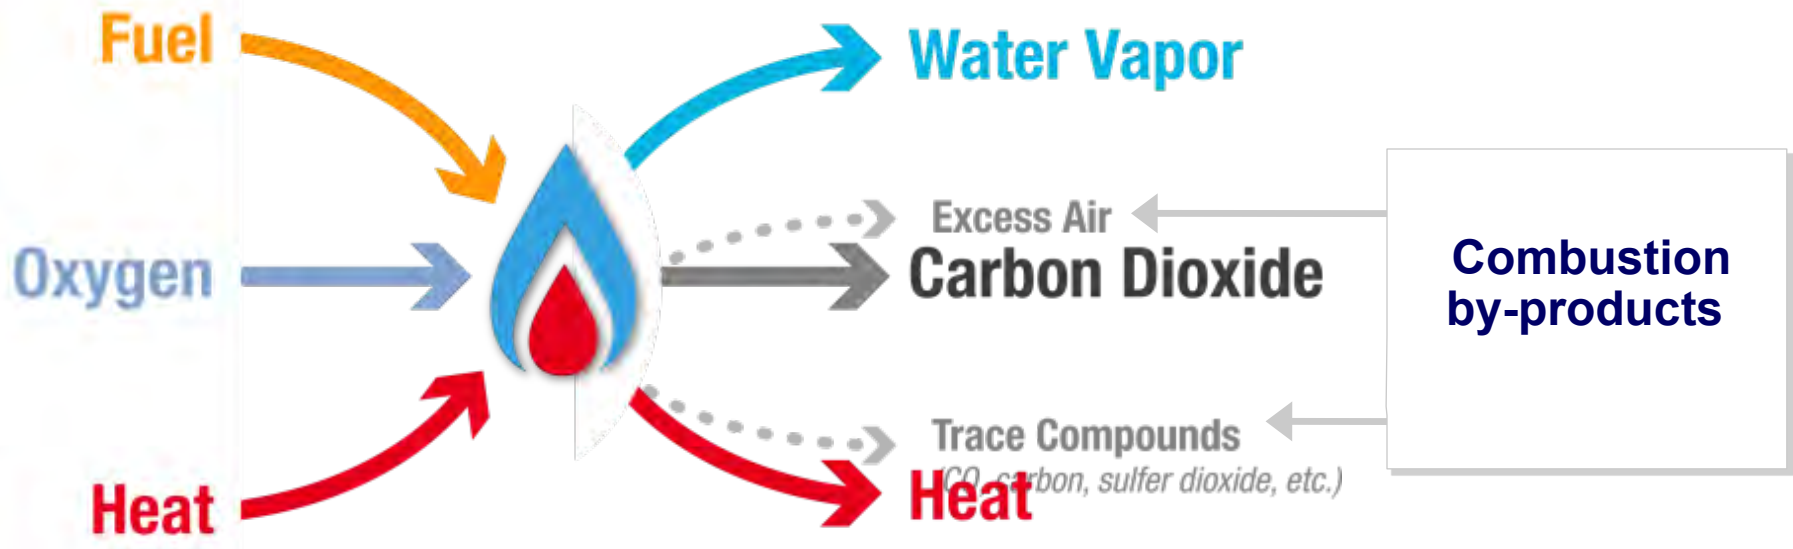 Fuel
Oxygen
Heat
Water Vapor
Excess Air
Carbon Dioxide
Trace Compounds
(CO, carbon, sulfer dioxide, etc.)
Heat
Combustion
by-products